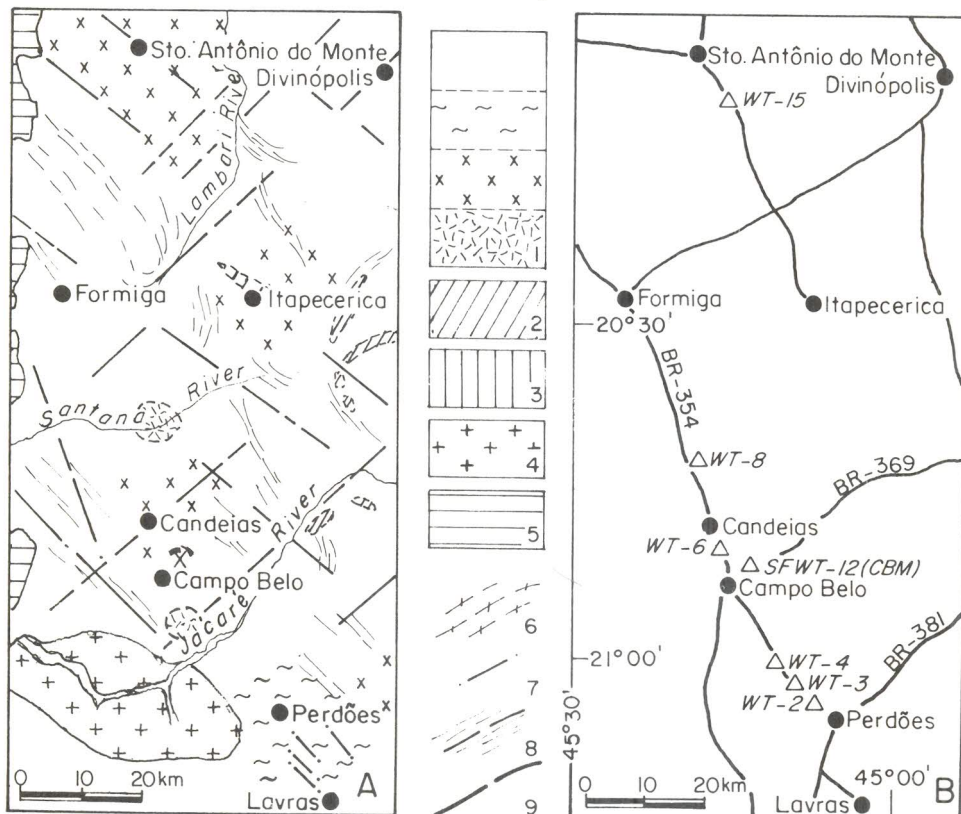 Sto. Antônio do Monte
Divinópolis
Lambari River
Formiga
Itapecerica
Santana River
Candeias
Campo Belo
Jacaré River
Perdões
Lavras
0 10 20km
A
1
2
3
4
5
6
7
8
9
Sto. Antônio do Monte
Divinópolis
WT-15
Formiga
Itapecerica
20°30'
BR-354
WT-8
BR-369
Candeias
WT-6
SFWT-12(CBM)
Campo Belo
BR-381
21°00'
WT-4
WT-3
WT-2
Perdões
45°30'
45°00'
0 10 20km
Lavras
B